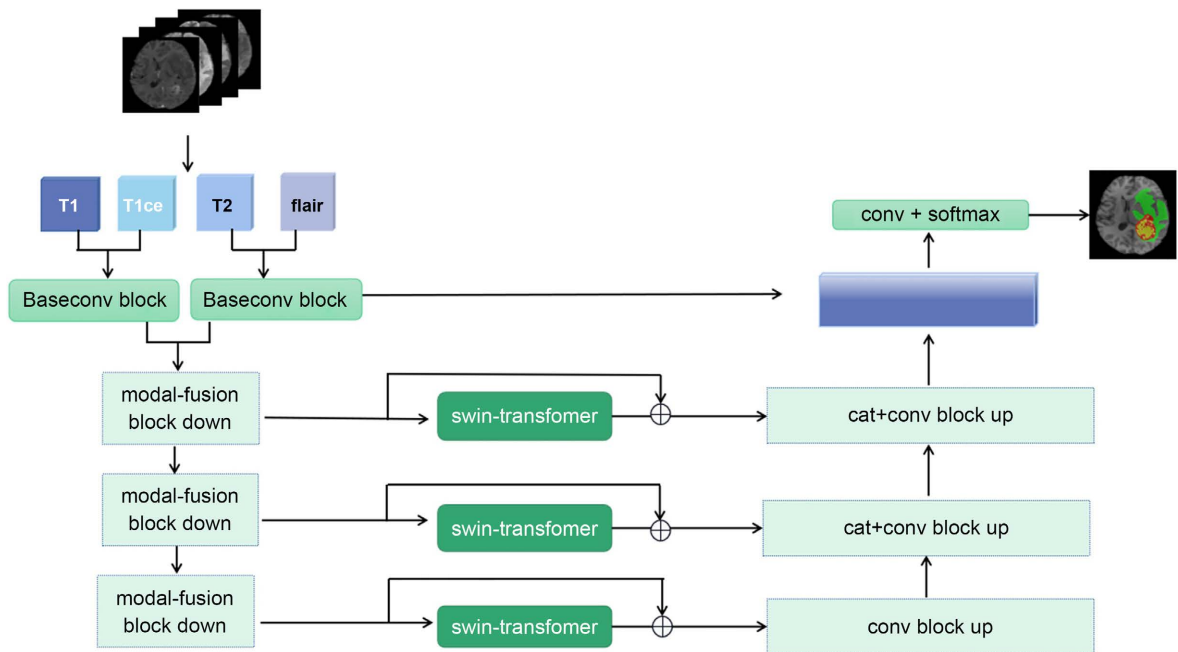 T1
T1ce
T2
flair
conv + softmax
Baseconv block
Baseconv block
modal-fusion
block down
swin-transfomer
cat+conv block up
modal-fusion
block down
swin-transfomer
cat+conv block up
modal-fusion
block down
swin-transfomer
conv block up